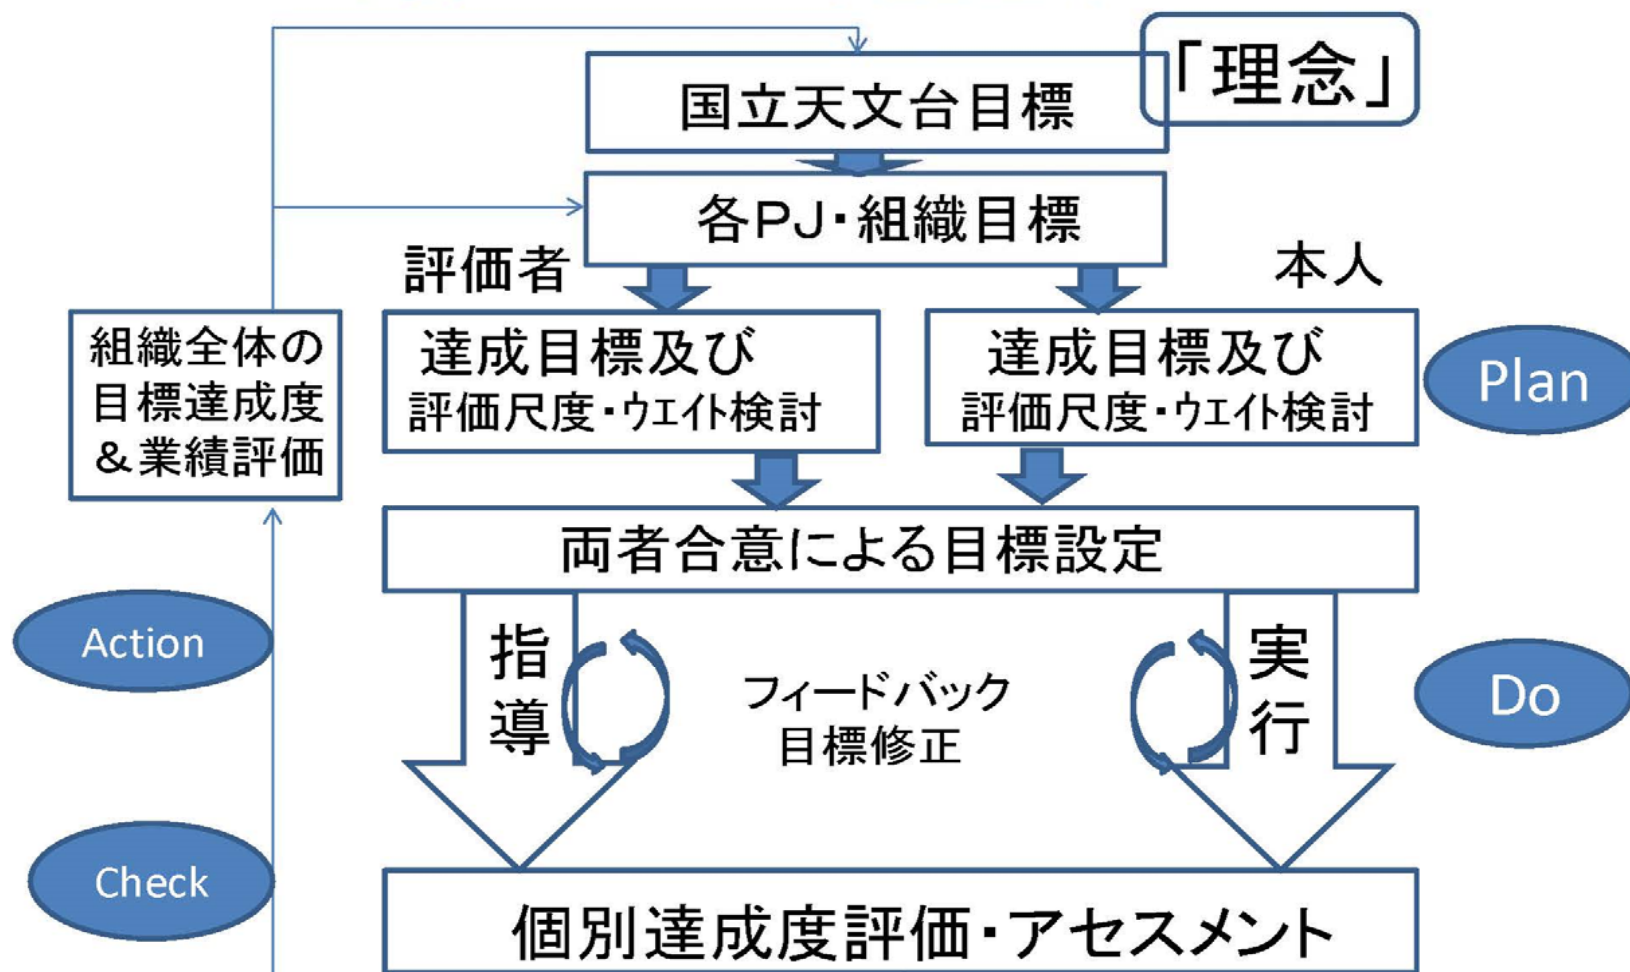 「理念」
国立天文台目標
各PJ・組織目標
評価者
本人
組織全体の
目標達成度
＆業績評価
達成目標及び
評価尺度・ウエイト検討
達成目標及び
評価尺度・ウエイト検討
Plan
両者合意による目標設定
Action
指導
フィードバック
目標修正
実行
Do
Check
個別達成度評価・アセスメント